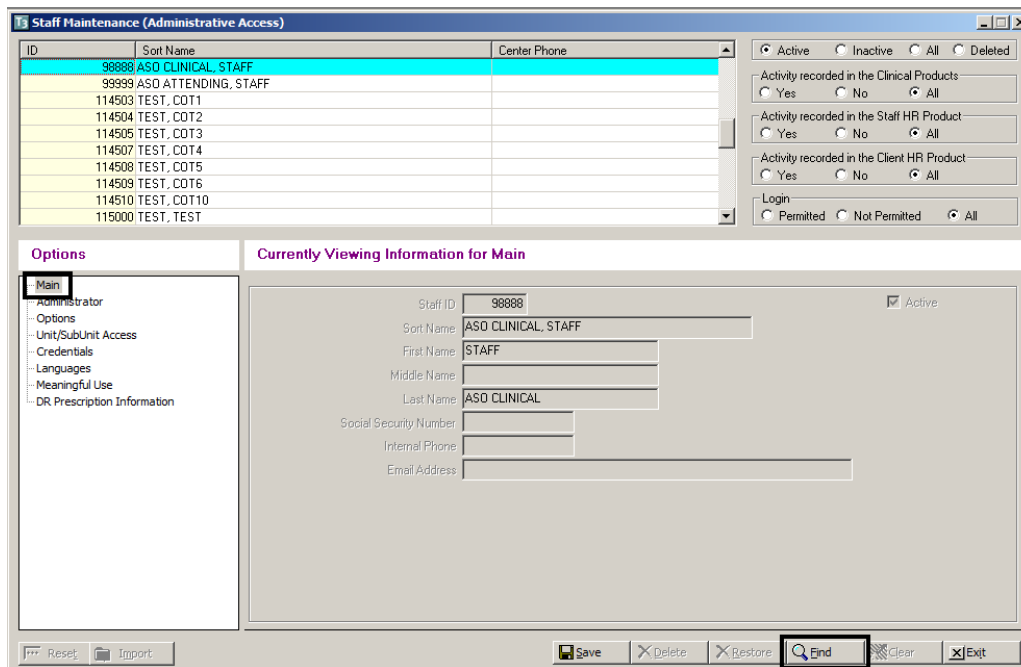 T3 Staff Maintenance (Administrative Access)
ID Sort Name Center Phone
98888 ASO CLINICAL, STAFF
99999 ASO ATTENDING, STAFF
114503 TEST, COT1
114504 TEST, COT2
114505 TEST, COT3
114507 TEST, COT4
114508 TEST, COT5
114509 TEST, COT6
114510 TEST, COT10
115000 TEST, TEST
Active Inactive All Deleted
Activity recorded in the Clinical Products
Yes No All
Activity recorded in the Staff HR Product
Yes No All
Activity recorded in the Client HR Product
Yes No All
Login
Permitted Not Permitted All
Options
Main
Administrator
Options
Unit/SubUnit Access
Credentials
Languages
Meaningful Use
DR Prescription Information
Currently Viewing Information for Main
Staff ID 98888 Active
Sort Name ASO CLINICAL, STAFF
First Name STAFF
Middle Name
Last Name ASO CLINICAL
Social Security Number
Internal Phone
Email Address
Reset Import Save Delete Restore Find Clear Exit